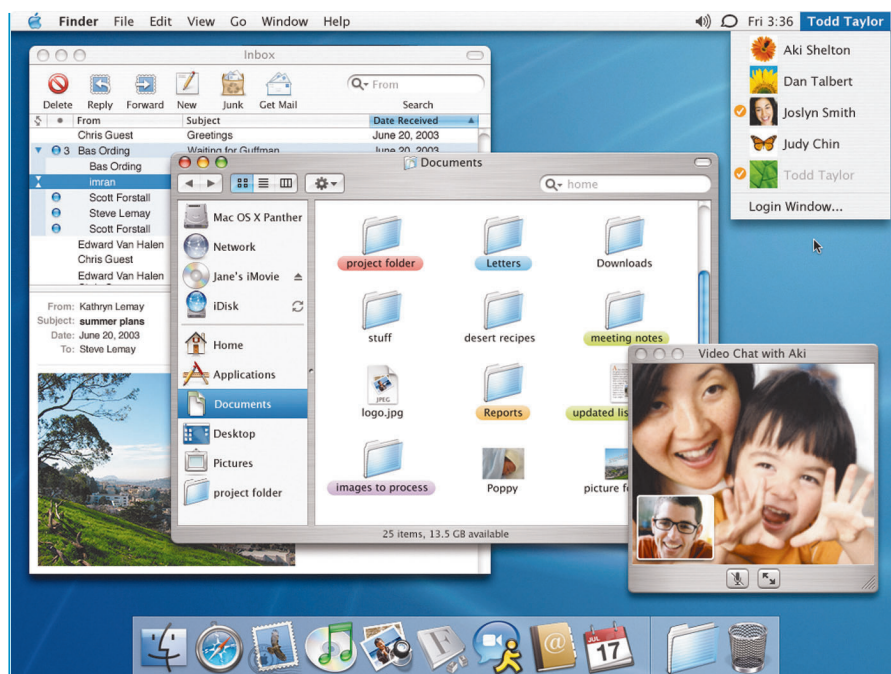 Finder File Edit View Go Window Help Fri 3:36 Todd Taylor
Aki Shelton
Dan Talbert
Joslyn Smith
Judy Chin
Todd Taylor
Login Window...
Inbox
From
Delete Reply Forward New Junk Get Mail Search
From Subject Date Received
Chris Guest Greetings June 20, 2003
3 Bas Ording Waiting for Guffman June 20, 2003
Bas Ording
imran
Scott Forstall
Steve Lemay
Scott Forstall
Edward Van Halen
Chris Guest
Edward Van Halen
From: Kathryn Lemay
Subject: summer plans
Date: June 20, 2003
To: Steve Lemay
Documents
home
Mac OS X Panther
Network
Jane's iMovie
iDisk
Home
Applications
Documents
Desktop
Pictures
project folder
project folder Letters Downloads
stuff desert recipes meeting notes
JPEG
logo.jpg Reports updated lis
images to process Poppy picture fo
25 items, 13.5 GB available
Video Chat with Aki
JUL
17